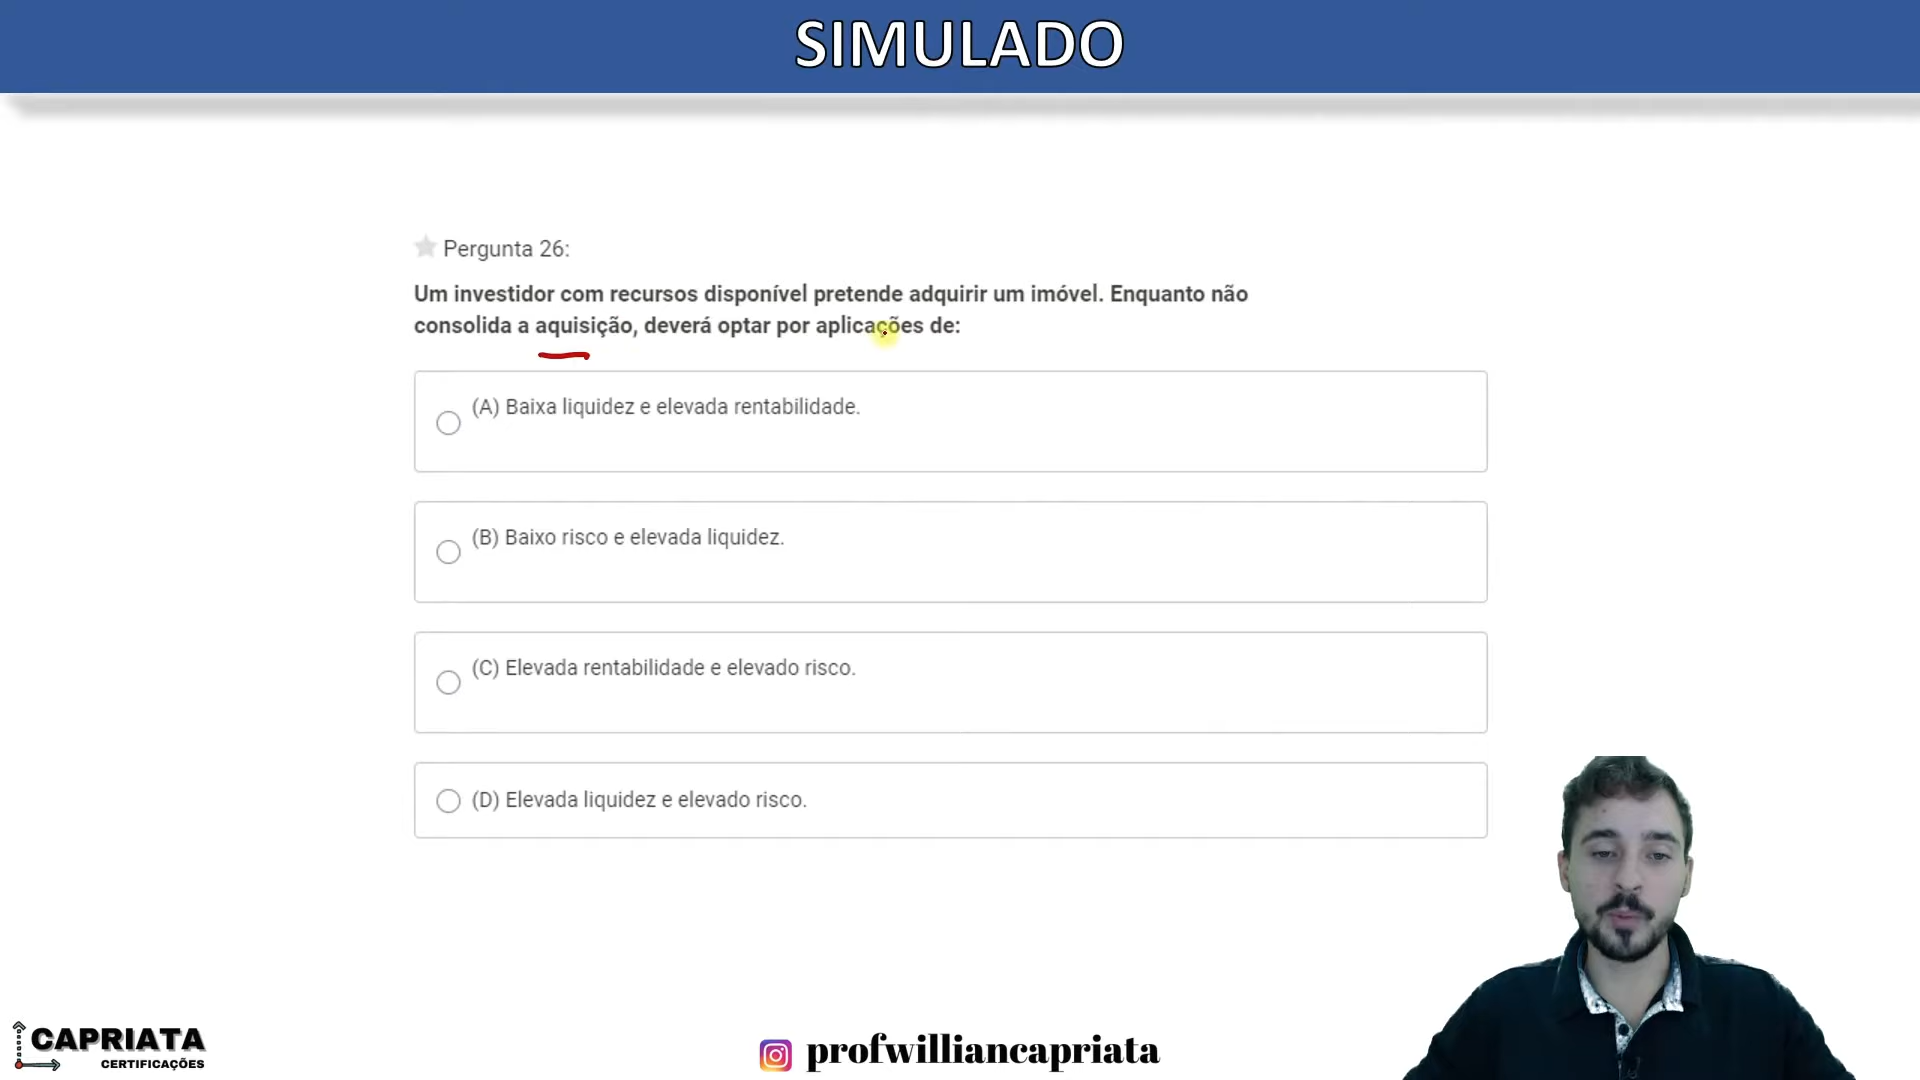 SIMULADO
Pergunta 26:
Um investidor com recursos disponível pretende adquirir um imóvel. Enquanto não
consolida a aquisição, deverá optar por aplicações de:
(A) Baixa liquidez e elevada rentabilidade.
(B) Baixo risco e elevada liquidez.
(C) Elevada rentabilidade e elevado risco.
(D) Elevada liquidez e elevado risco.
CAPRIATA
CERTIFICAÇÕES
profwilliancapriata